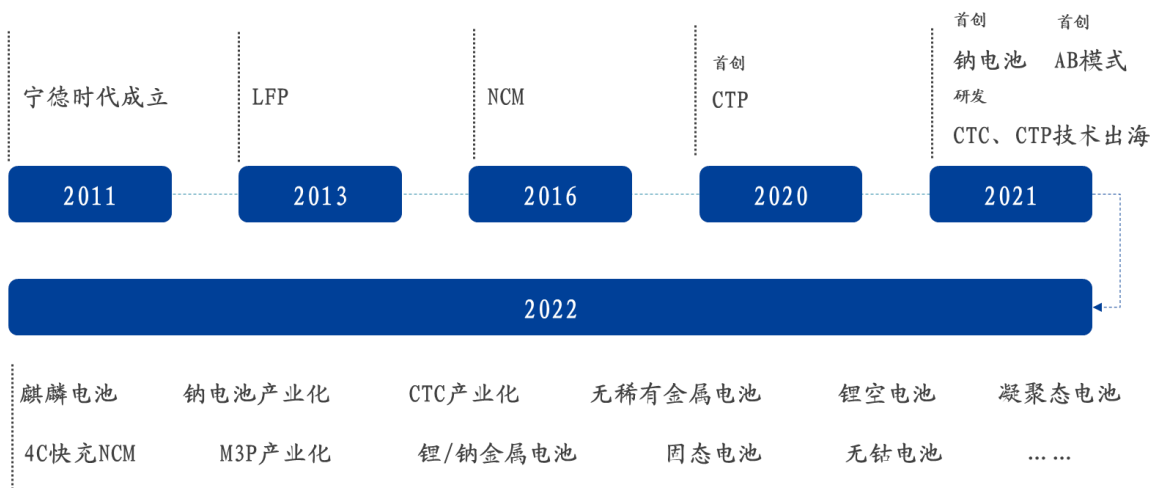 首创 首创
钠电池 AB模式
首创
宁德时代成立 LFP NCM CTP
研发
CTC、CTP技术出海
2011 2013 2016 2020 2021
2022
麒麟电池 钠电池产业化 CTC产业化 无稀有金属电池 锂空电池 凝聚态电池
4C快充NCM M3P产业化 锂/钠金属电池 固态电池 无钴电池 ……